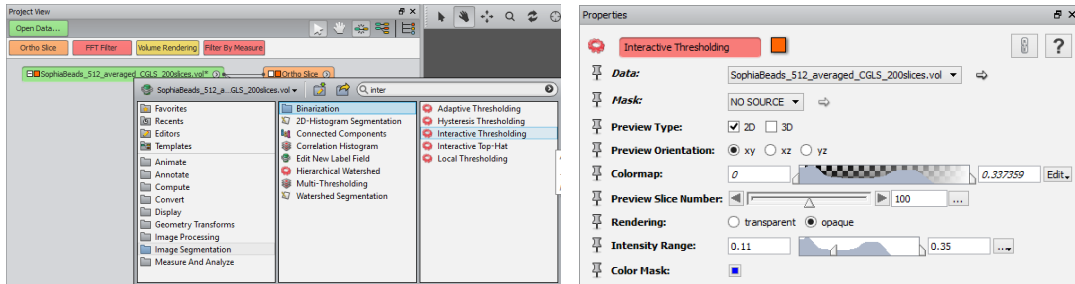 Project View
Open Data...
Ortho Slice
FFT Filter
Volume Rendering
Filter By Measure
SophiaBeads_512_averaged_CGLS_200slices.vol*
Ortho Slice
SophiaBeads_512_a...GLS_200slices.vol
inter
Favorites
Recents
Editors
Templates
Animate
Annotate
Compute
Convert
Display
Geometry Transforms
Image Processing
Image Segmentation
Measure And Analyze
Binarization
2D-Histogram Segmentation
Connected Components
Correlation Histogram
Edit New Label Field
Hierarchical Watershed
Multi-Thresholding
Watershed Segmentation
Adaptive Thresholding
Hysteresis Thresholding
Interactive Thresholding
Interactive Top-Hat
Local Thresholding
Properties
Interactive Thresholding
?
Data: SophiaBeads_512_averaged_CGLS_200slices.vol
Mask: NO SOURCE
Preview Type: 2D 3D
Preview Orientation: xy xz yz
Colormap: 0 0.337359 Edit
Preview Slice Number: 100 ...
Rendering: transparent opaque
Intensity Range: 0.11 0.35 ...
Color Mask: